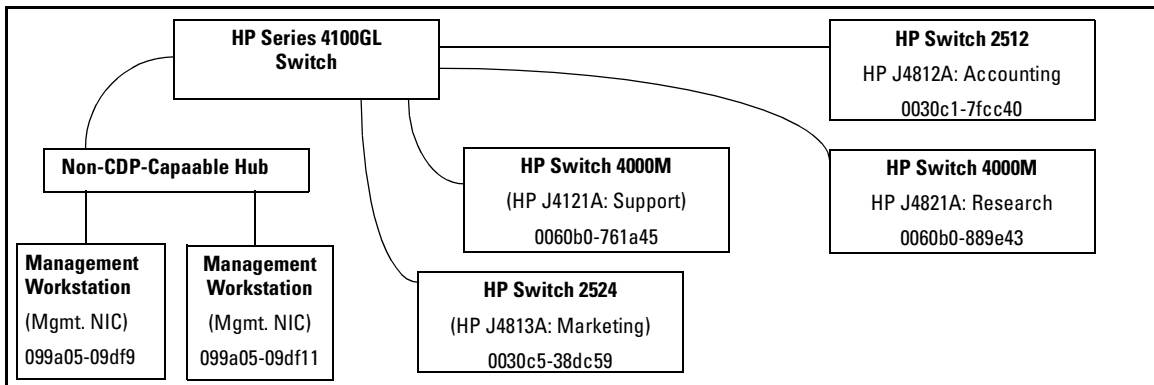 HP Series 4100GL
Switch
HP Switch 2512
HP J4812A: Accounting
0030c1-7fcc40
Non-CDP-Capaable Hub
HP Switch 4000M
(HP J4121A: Support)
0060b0-761a45
HP Switch 4000M
HP J4821A: Research
0060b0-889e43
Management
Workstation
(Mgmt. NIC)
099a05-09df9
Management
Workstation
(Mgmt. NIC)
099a05-09df11
HP Switch 2524
(HP J4813A: Marketing)
0030c5-38dc59